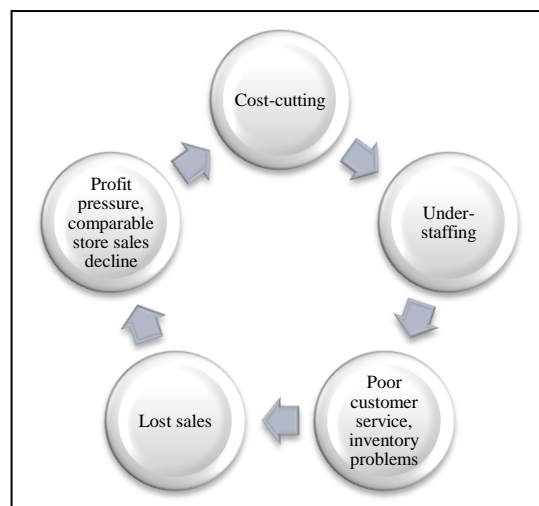 Cost-cutting
Under-
staffing
Poor
customer
service,
inventory
problems
Lost sales
Profit
pressure,
comparable
store sales
decline